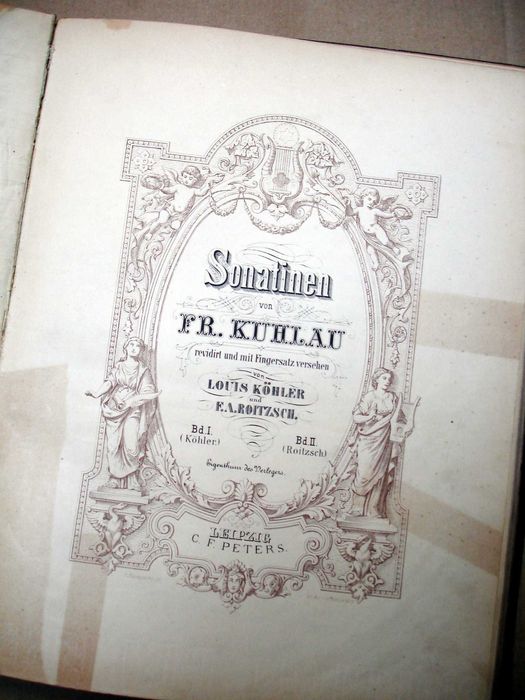 Sonatinen
von
FR. KUHLAU
revidirt und mit Fingersatz versehen
von
LOUIS KÖHLER
und
F.A. ROITZSCH.
Bd. I. Bd. II.
(Köhler.) (Roitzsch)
Eigenthum des Verlegers.
LEIPZIG
C. F. PETERS.